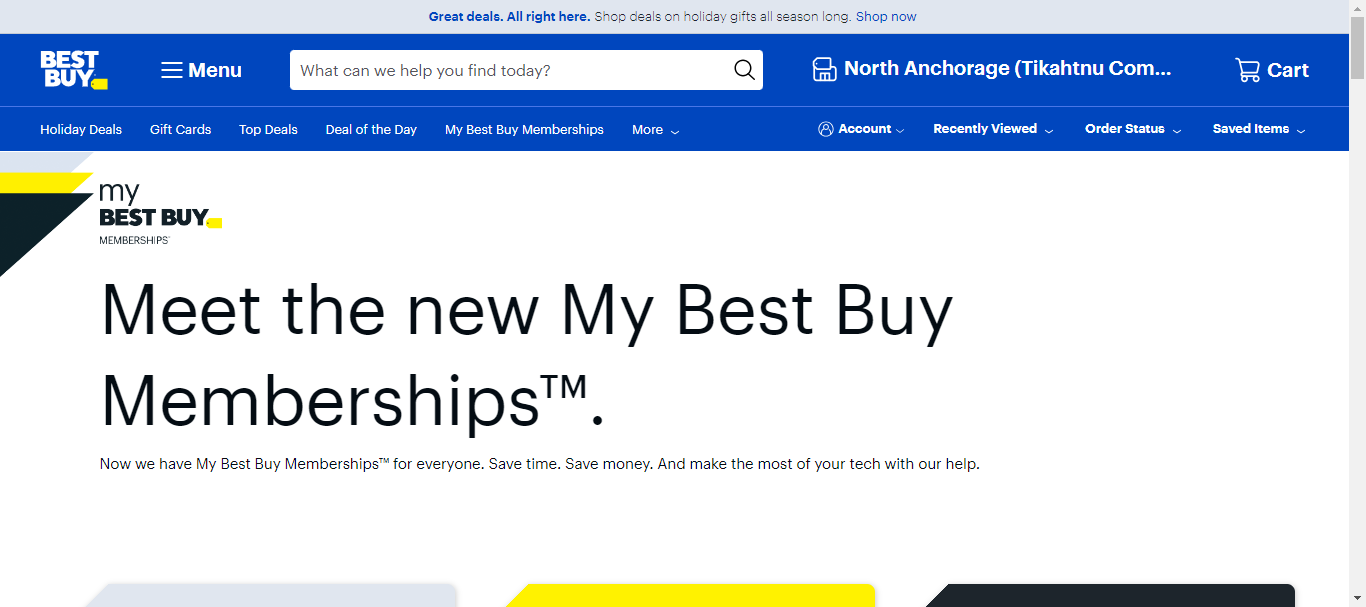 Great deals. All right here. Shop deals on holiday gifts all season long. Shop now
BEST BUY
Menu
What can we help you find today?
North Anchorage (Tikahtnu Com...
Cart
Holiday Deals
Gift Cards
Top Deals
Deal of the Day
My Best Buy Memberships
More
Account
Recently Viewed
Order Status
Saved Items
my
BEST BUY
MEMBERSHIPS™
Meet the new My Best Buy
Memberships™.
Now we have My Best Buy Memberships™ for everyone. Save time. Save money. And make the most of your tech with our help.